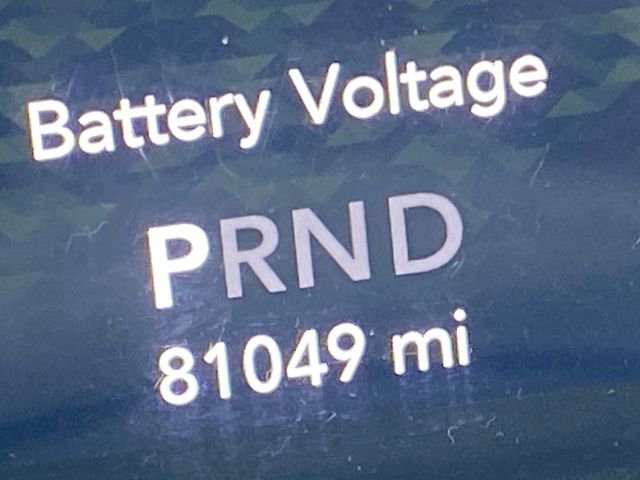 Battery Voltage
PRND
81049 mi